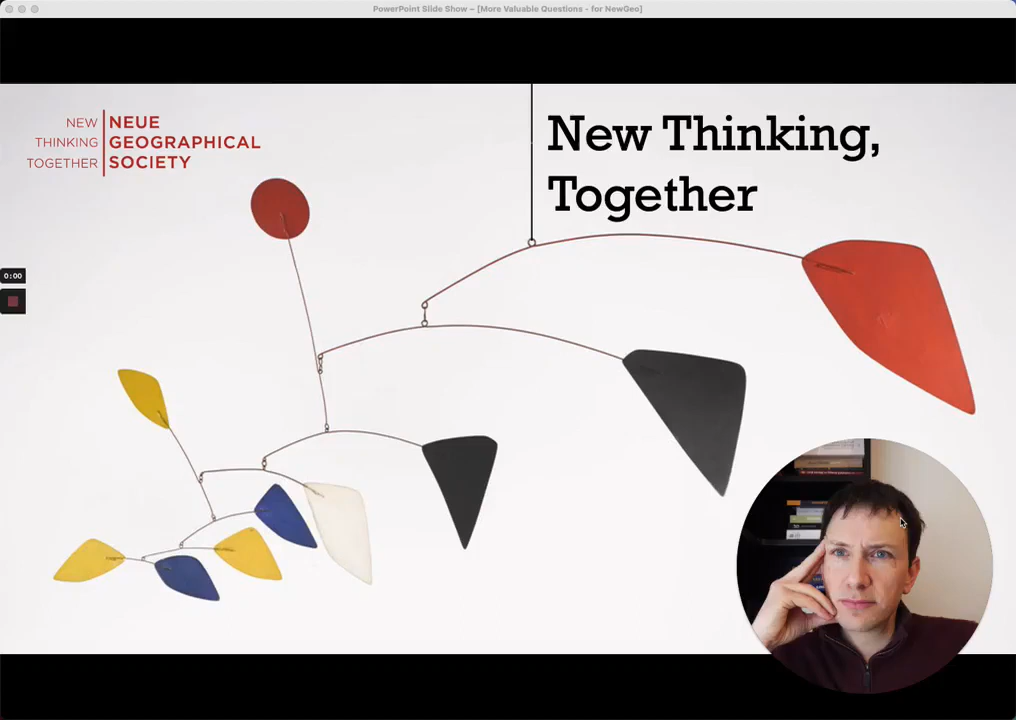 PowerPoint Slide Show – [More Valuable Questions - for NewGeo]
NEW
THINKING
TOGETHER
NEUE
GEOGRAPHICAL
SOCIETY
New Thinking,
Together
0:00